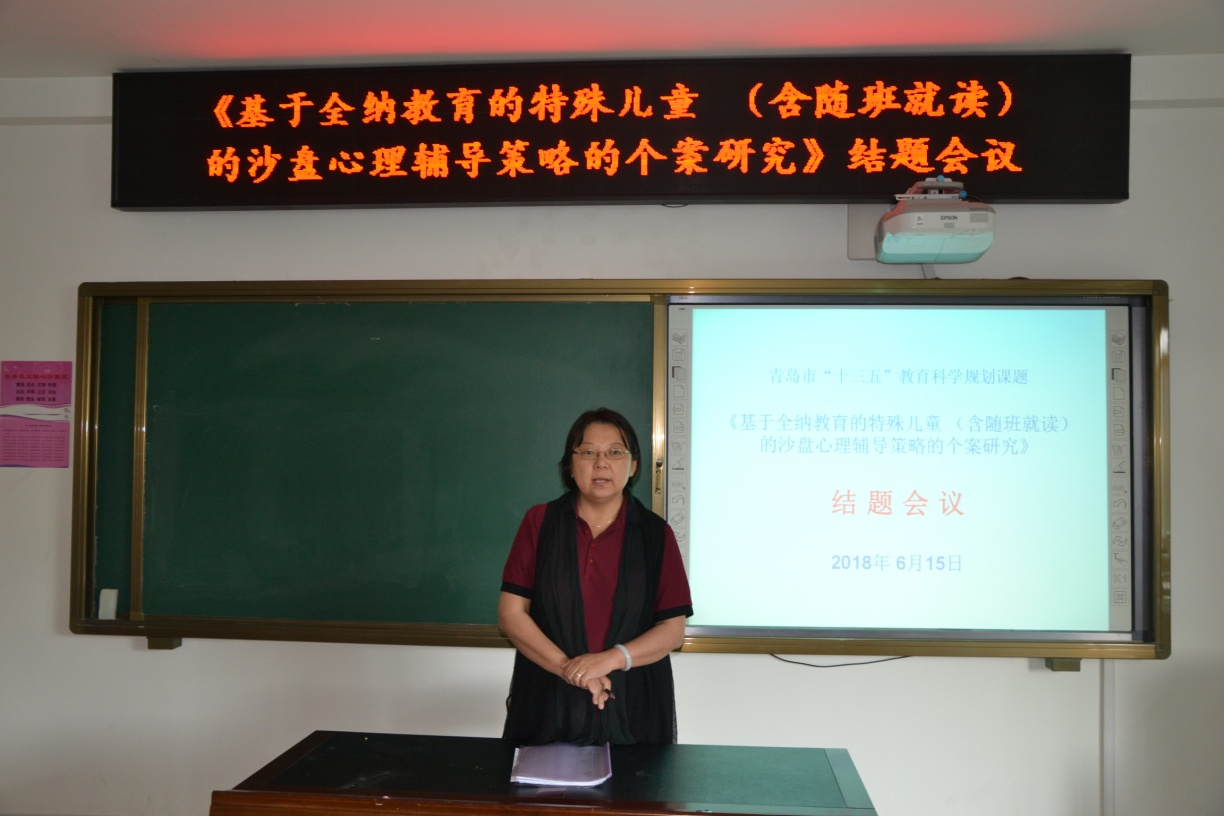 《基于全纳教育的特殊儿童 （含随班就读）
的沙盘心理辅导策略的个案研究》结题会议
EPSON
青岛市“十三五”教育科学规划课题
《基于全纳教育的特殊儿童 （含随班就读）
的沙盘心理辅导策略的个案研究》
结 题 会 议
2018年 6月15日